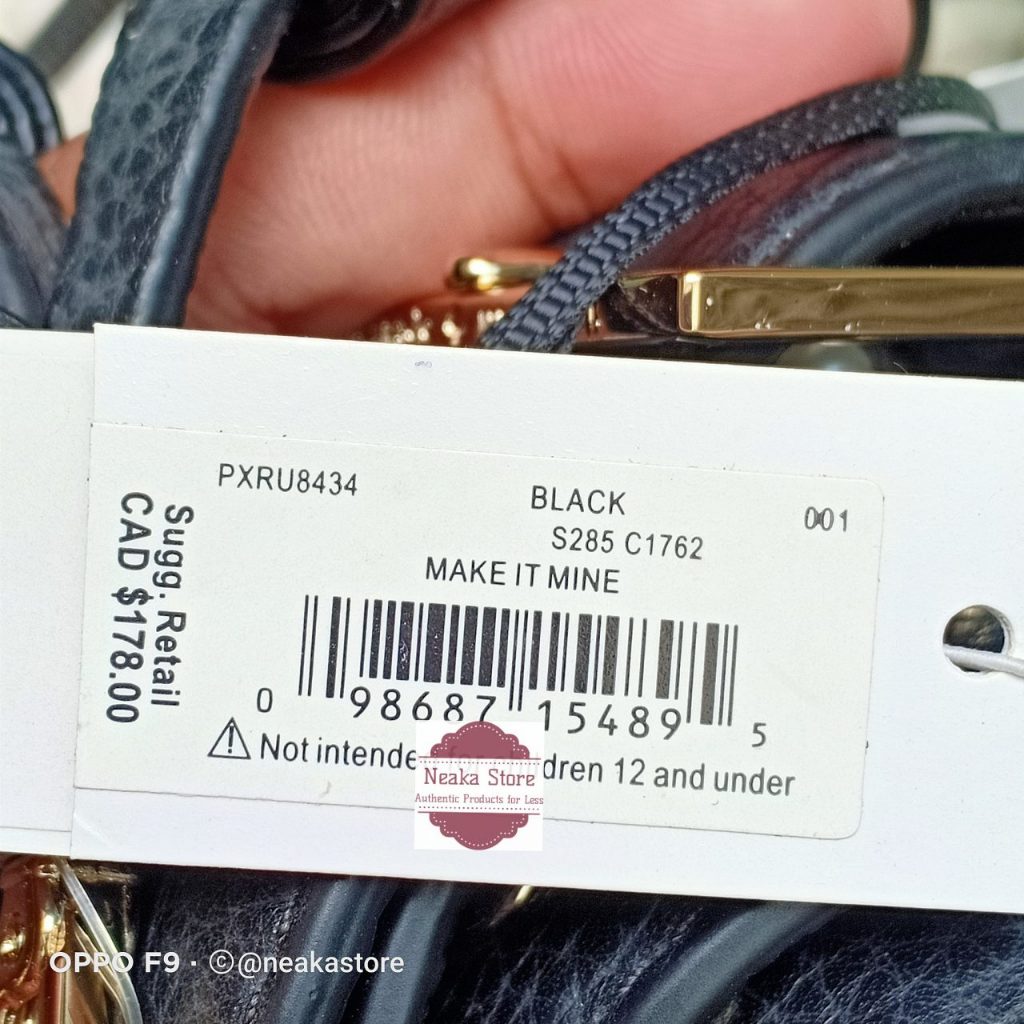 PXRU8434
BLACK
001
S285 C1762
MAKE IT MINE
Sugg. Retail
CAD $178.00
0 98687 15489 5
Not intende dren 12 and under
Neaka Store
Authentic Products for Less
OPPO F9 · ©@neakastore